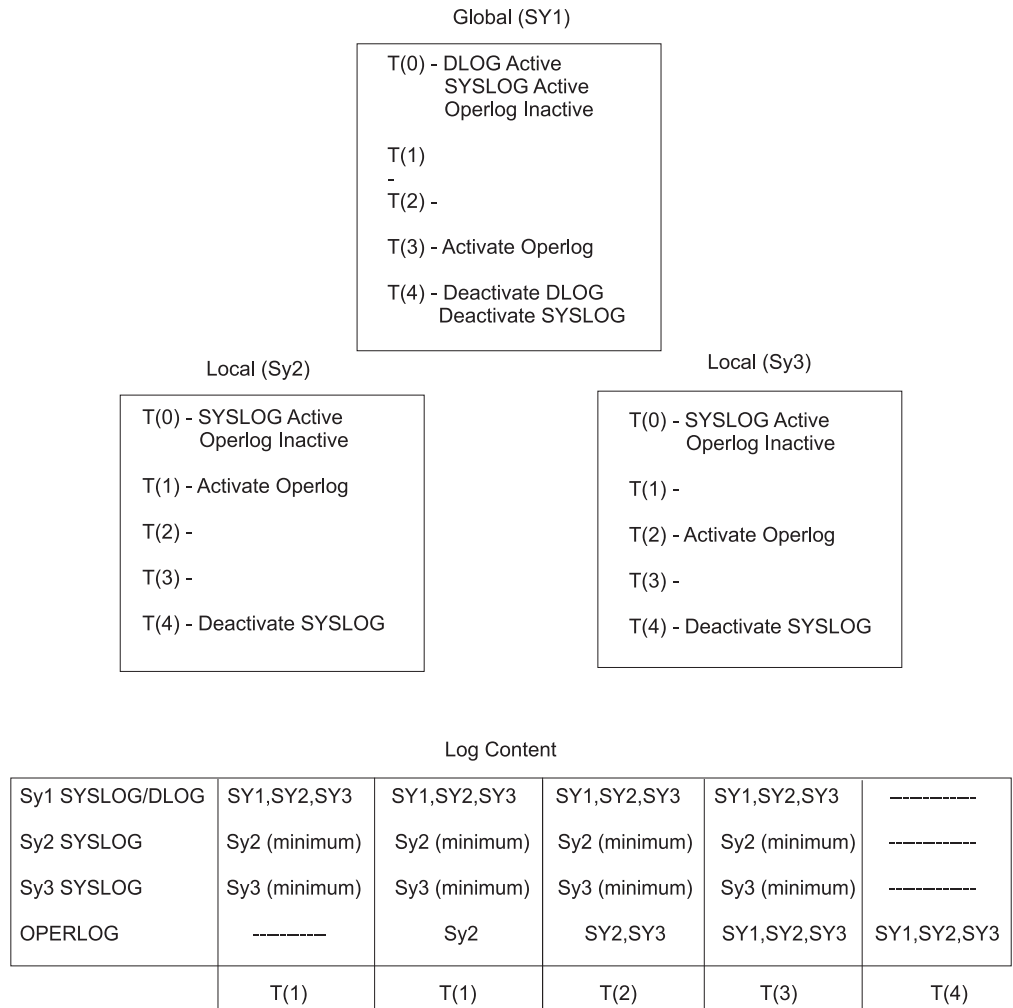 Global (SY1)
T(0) - DLOG Active
SYSLOG Active
Operlog Inactive
T(1)
-
T(2) -
T(3) - Activate Operlog
T(4) - Deactivate DLOG
Deactivate SYSLOG
Local (Sy2)
T(0) - SYSLOG Active
Operlog Inactive
T(1) - Activate Operlog
T(2) -
T(3) -
T(4) - Deactivate SYSLOG
Local (Sy3)
T(0) - SYSLOG Active
Operlog Inactive
T(1) -
T(2) - Activate Operlog
T(3) -
T(4) - Deactivate SYSLOG
Log Content
Sy1 SYSLOG/DLOG SY1,SY2,SY3 SY1,SY2,SY3 SY1,SY2,SY3 SY1,SY2,SY3 -------------
Sy2 SYSLOG Sy2 (minimum) Sy2 (minimum) Sy2 (minimum) Sy2 (minimum) -------------
Sy3 SYSLOG Sy3 (minimum) Sy3 (minimum) Sy3 (minimum) Sy3 (minimum) -------------
OPERLOG ----------- Sy2 SY2,SY3 SY1,SY2,SY3 SY1,SY2,SY3
T(1) T(1) T(2) T(3) T(4)